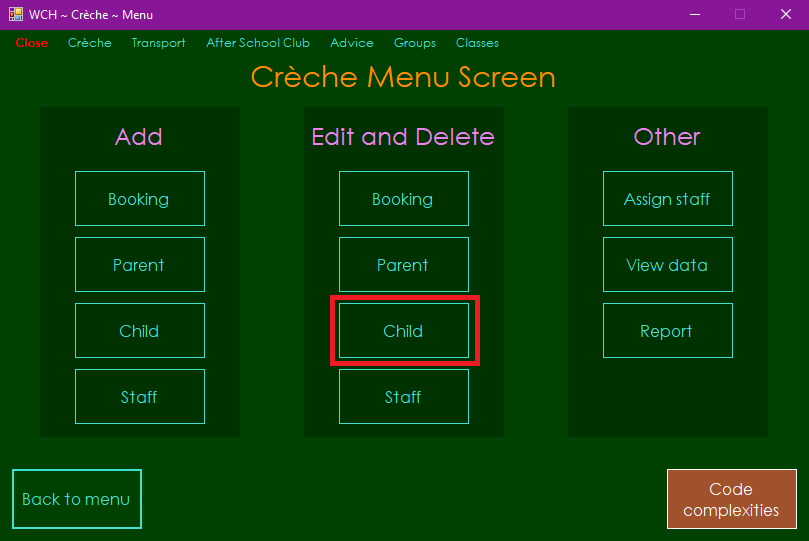 WCH ~ Crèche ~ Menu
Close Crèche Transport After School Club Advice Groups Classes
Crèche Menu Screen
Add
Booking
Parent
Child
Staff
Edit and Delete
Booking
Parent
Child
Staff
Other
Assign staff
View data
Report
Back to menu
Code
complexities